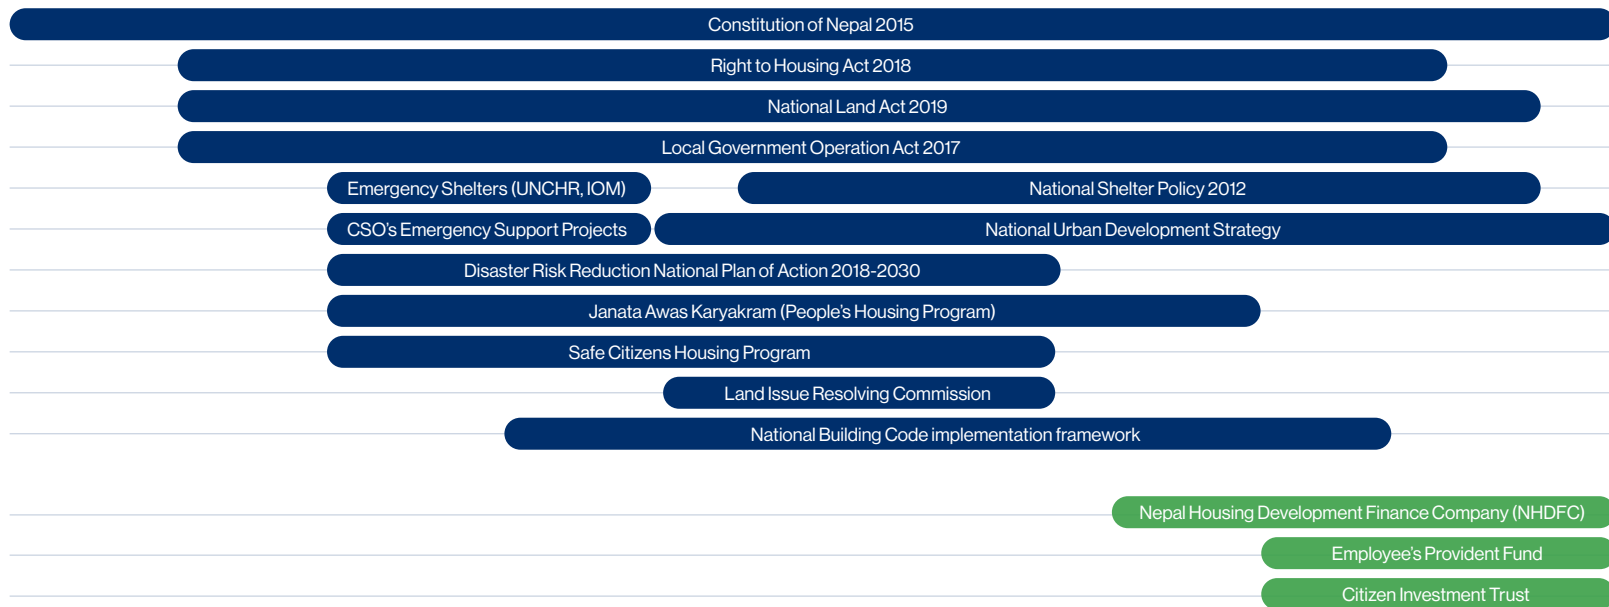 Constitution of Nepal 2015
Right to Housing Act 2018
National Land Act 2019
Local Government Operation Act 2017
Emergency Shelters (UNCHR, IOM)
National Shelter Policy 2012
CSO's Emergency Support Projects
National Urban Development Strategy
Disaster Risk Reduction National Plan of Action 2018-2030
Janata Awas Karyakram (People's Housing Program)
Safe Citizens Housing Program
Land Issue Resolving Commission
National Building Code implementation framework
Nepal Housing Development Finance Company (NHDFC)
Employee's Provident Fund
Citizen Investment Trust